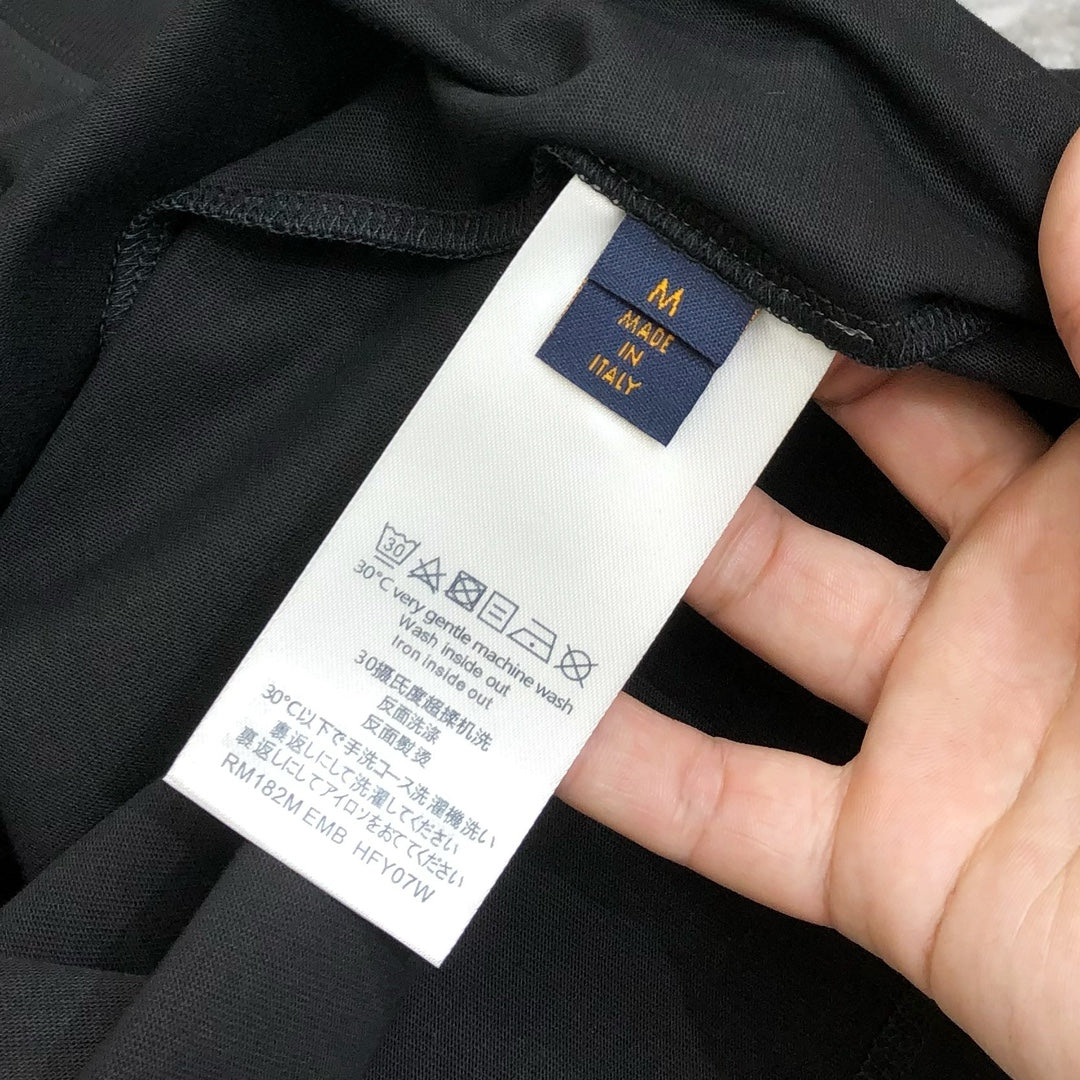 M
MADE
IN
ITALY
30
30°C very gentle machine wash
Wash inside out
Iron inside out
30摄氏度超揉机洗
反面洗涤
反面熨烫
30°C以下で手洗コース洗濯機洗い
裏返しにして洗濯してください
裏返しにしてアイロンをおてください
RM182M EMB HFY07W